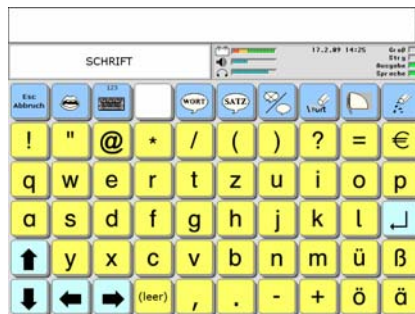 SCHRIFT
17.2.09 14:25
Groß
Strg
Ausgabe
Sprache
Esc Abbruch
123
WORT
SATZ
! " @ * / ( ) ? = €
q w e r t z u i o p
a s d f g h j k l
y x c v b n m ü ß
(leer) , . - + ö ä